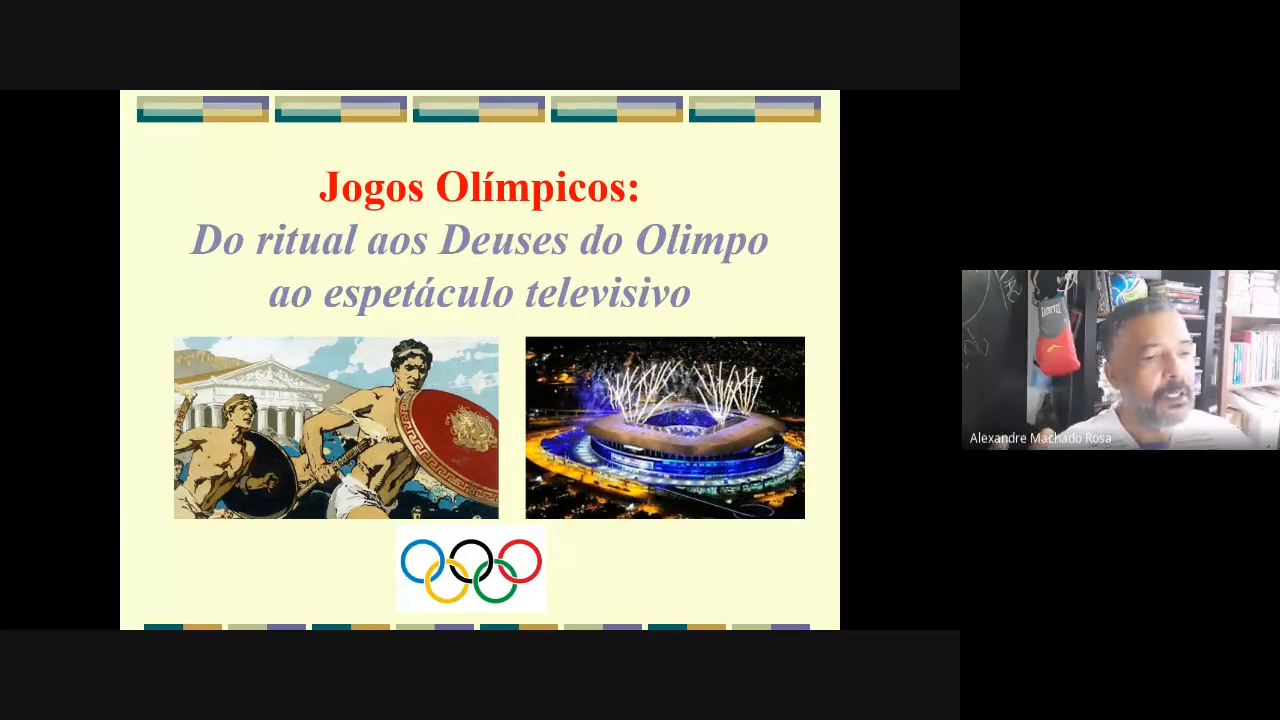 Jogos Olímpicos:
Do ritual aos Deuses do Olimpo
ao espetáculo televisivo
Alexandre Machado Rosa